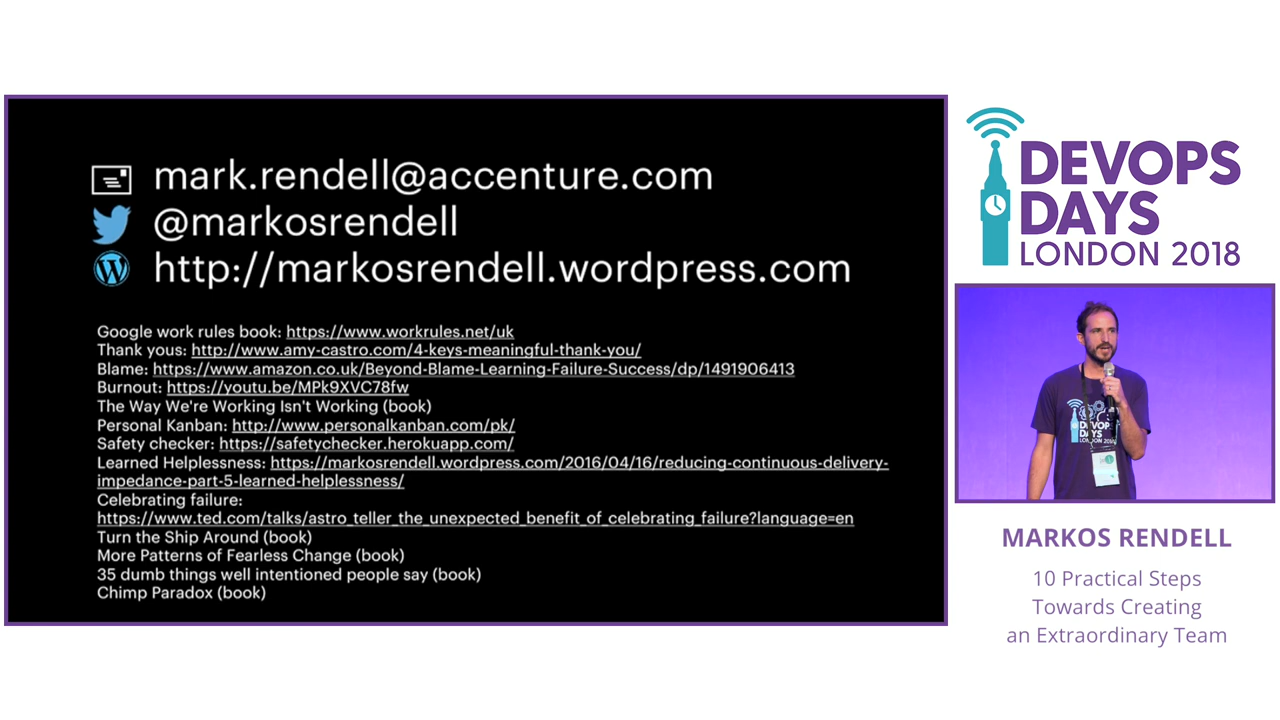 mark.rendell@accenture.com
@markosrendell
http://markosrendell.wordpress.com
Google work rules book: https://www.workrules.net/uk
Thank yous: http://www.amy-castro.com/4-keys-meaningful-thank-you/
Blame: https://www.amazon.co.uk/Beyond-Blame-Learning-Failure-Success/dp/1491906413
Burnout: https://youtu.be/MPk9XVC78fw
The Way We're Working Isn't Working (book)
Personal Kanban: http://www.personalkanban.com/pk/
Safety checker: https://safetychecker.herokuapp.com/
Learned Helplessness: https://markosrendell.wordpress.com/2016/04/16/reducing-continuous-delivery-
impedance-part-5-learned-helplessness/
Celebrating failure:
https://www.ted.com/talks/astro_teller_the_unexpected_benefit_of_celebrating_failure?language=en
Turn the Ship Around (book)
More Patterns of Fearless Change (book)
35 dumb things well intentioned people say (book)
Chimp Paradox (book)
DEVOPS
DAYS
LONDON 2018
DEVOPS
DAYS
LONDON 2018
MARKOS RENDELL
10 Practical Steps
Towards Creating
an Extraordinary Team